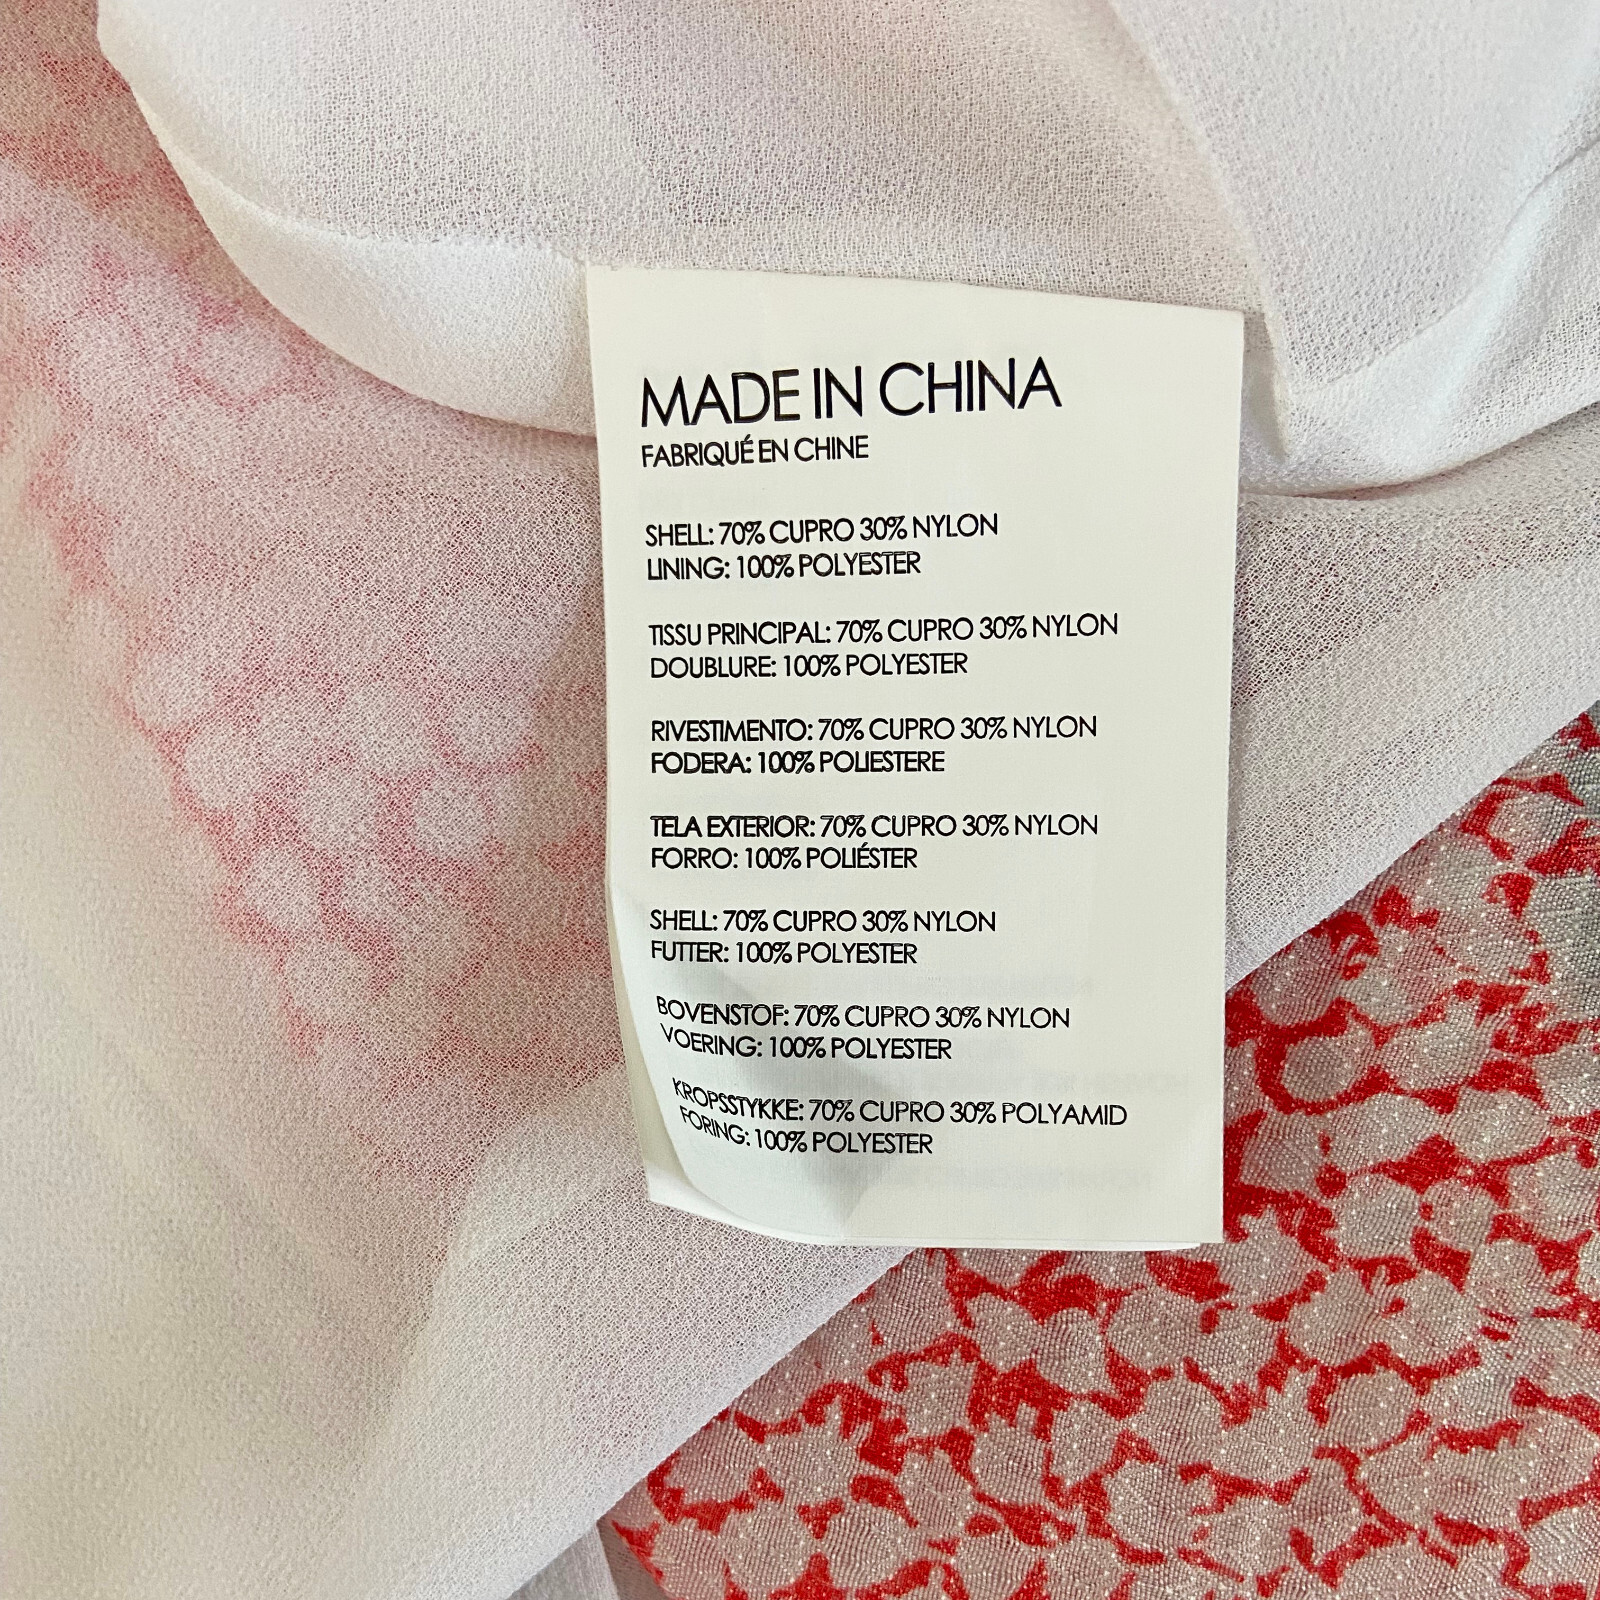 MADE IN CHINA
FABRIQUÉ EN CHINE
SHELL: 70% CUPRO 30% NYLON
LINING: 100% POLYESTER
TISSU PRINCIPAL: 70% CUPRO 30% NYLON
DOUBLURE: 100% POLYESTER
RIVESTIMENTO: 70% CUPRO 30% NYLON
FODERA: 100% POLIESTERE
TELA EXTERIOR: 70% CUPRO 30% NYLON
FORRO: 100% POLIÉSTER
SHELL: 70% CUPRO 30% NYLON
FUTTER: 100% POLYESTER
BOVENSTOF: 70% CUPRO 30% NYLON
VOERING: 100% POLYESTER
KROPSSTYKKE: 70% CUPRO 30% POLYAMID
FORING: 100% POLYESTER